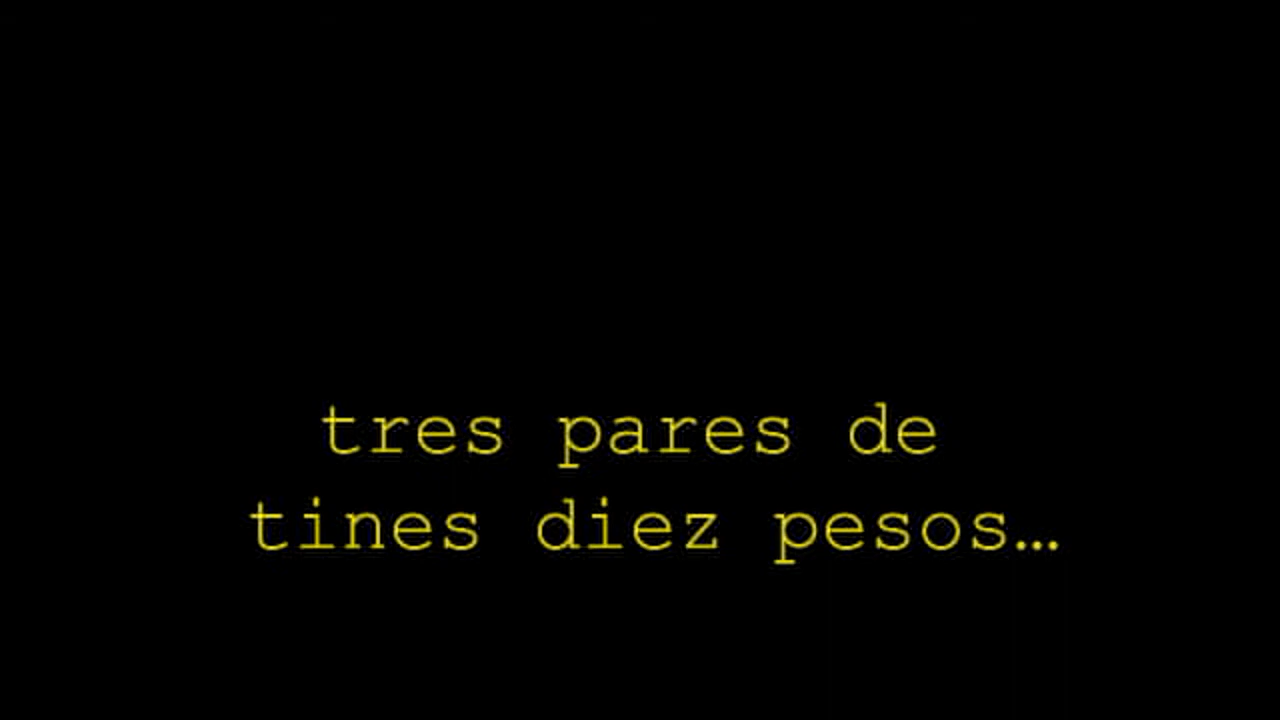 tres pares de
tines diez pesos…